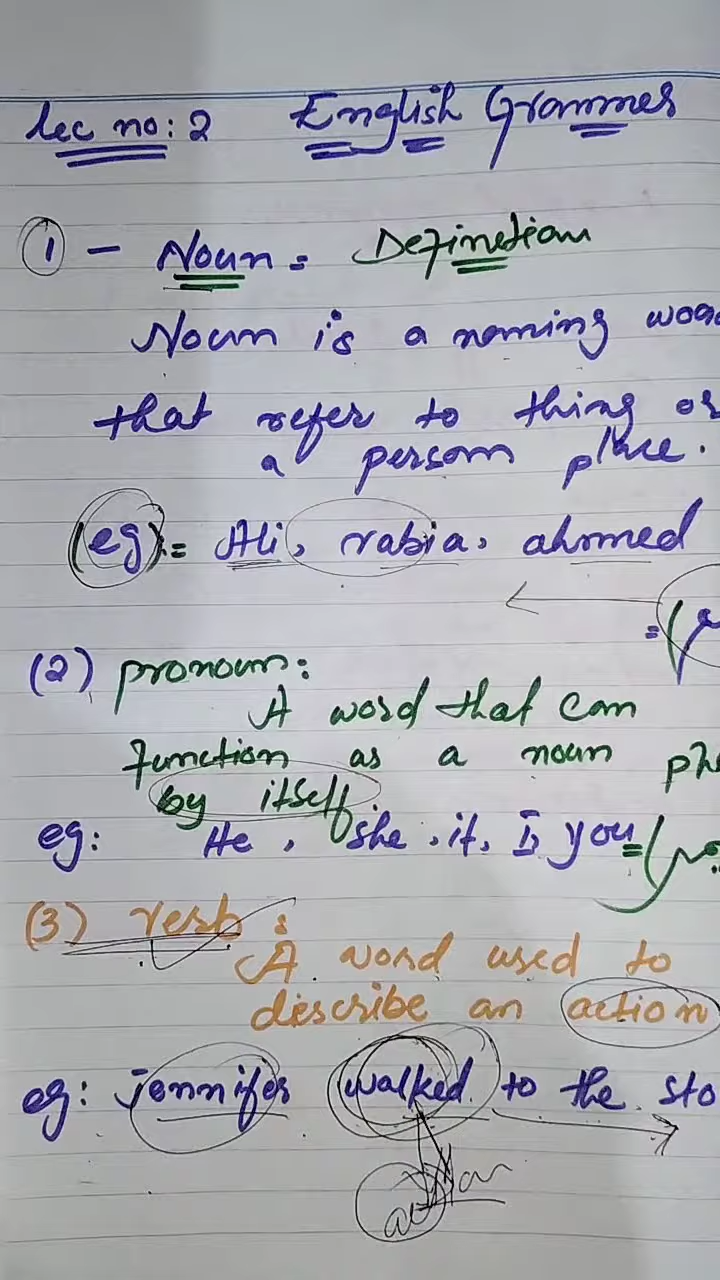 Lec no: 2 English Grammer
1 - Noun = Definetion
Noun is a naming
that refer to thing or
a person place.
(eg) = Ali, rabia, ahmed
(2) pronoun:
A word that can
function as a noun
by itself
eg: He, she, it, I, you
(3) verb:
A word used to
describe an action
eg: jennifer walked to the
action